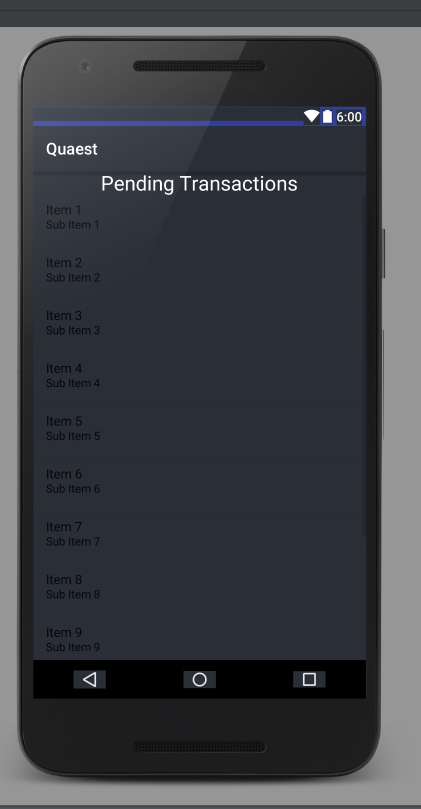 6:00
Quaest
Pending Transactions
Item 1
Sub Item 1
Item 2
Sub Item 2
Item 3
Sub Item 3
Item 4
Sub Item 4
Item 5
Sub Item 5
Item 6
Sub Item 6
Item 7
Sub Item 7
Item 8
Sub Item 8
Item 9
Sub Item 9